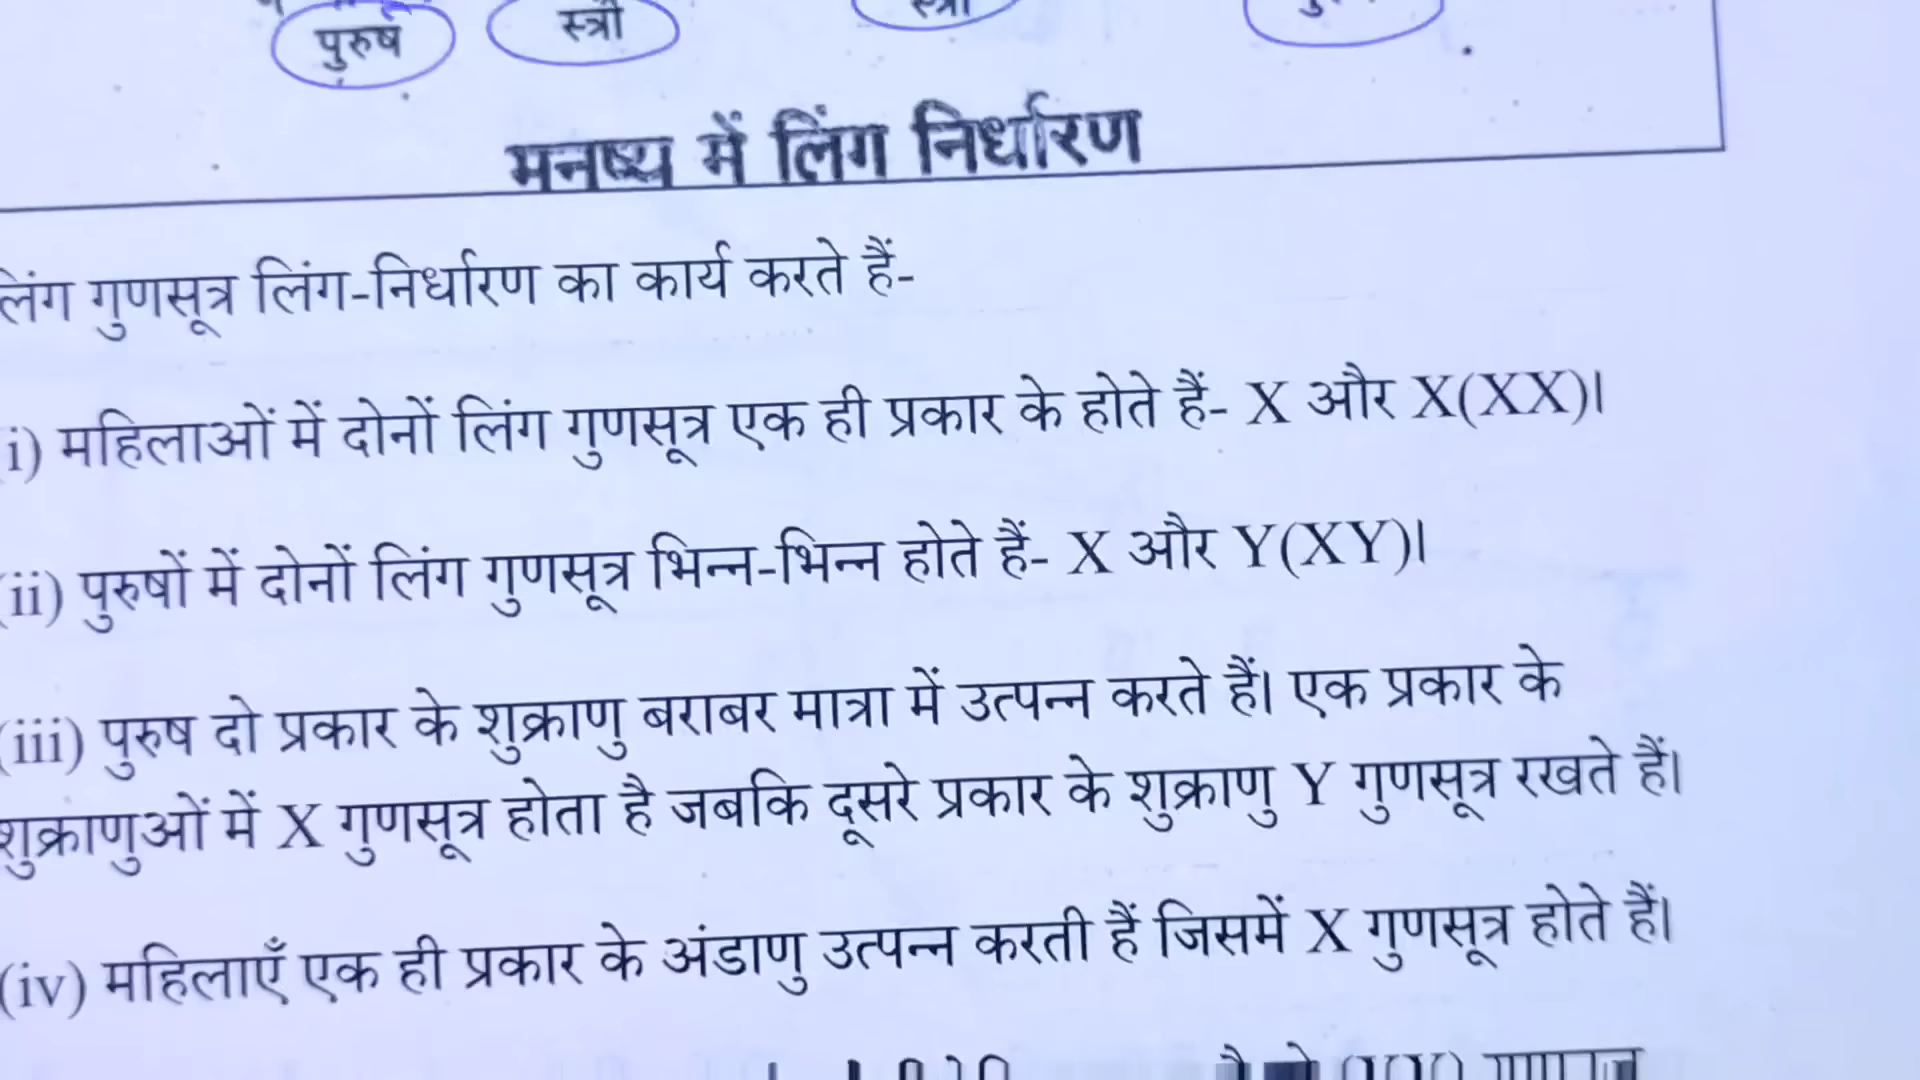 पुरुष स्त्री स्त्री
मनुष्य में लिंग निर्धारण
लिंग गुणसूत्र लिंग-निर्धारण का कार्य करते हैं-
i) महिलाओं में दोनों लिंग गुणसूत्र एक ही प्रकार के होते हैं- X और X(XX)।
(ii) पुरुषों में दोनों लिंग गुणसूत्र भिन्न-भिन्न होते हैं- X और Y(XY)।
(iii) पुरुष दो प्रकार के शुक्राणु बराबर मात्रा में उत्पन्न करते हैं। एक प्रकार के
शुक्राणुओं में X गुणसूत्र होता है जबकि दूसरे प्रकार के शुक्राणु Y गुणसूत्र रखते हैं।
(iv) महिलाएँ एक ही प्रकार के अंडाणु उत्पन्न करती हैं जिसमें X गुणसूत्र होते हैं।